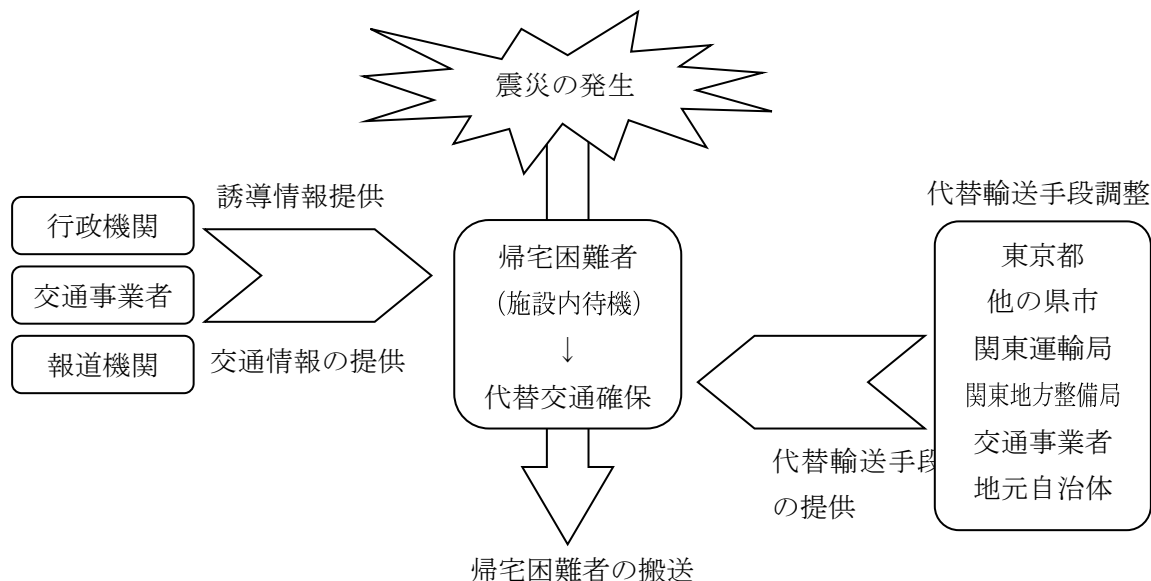 震災の発生
誘導情報提供
行政機関
交通事業者
報道機関
交通情報の提供
帰宅困難者
（施設内待機）
↓
代替交通確保
代替輸送手段調整
東京都
他の県市
関東運輸局
関東地方整備局
交通事業者
地元自治体
代替輸送手段
の提供
帰宅困難者の搬送